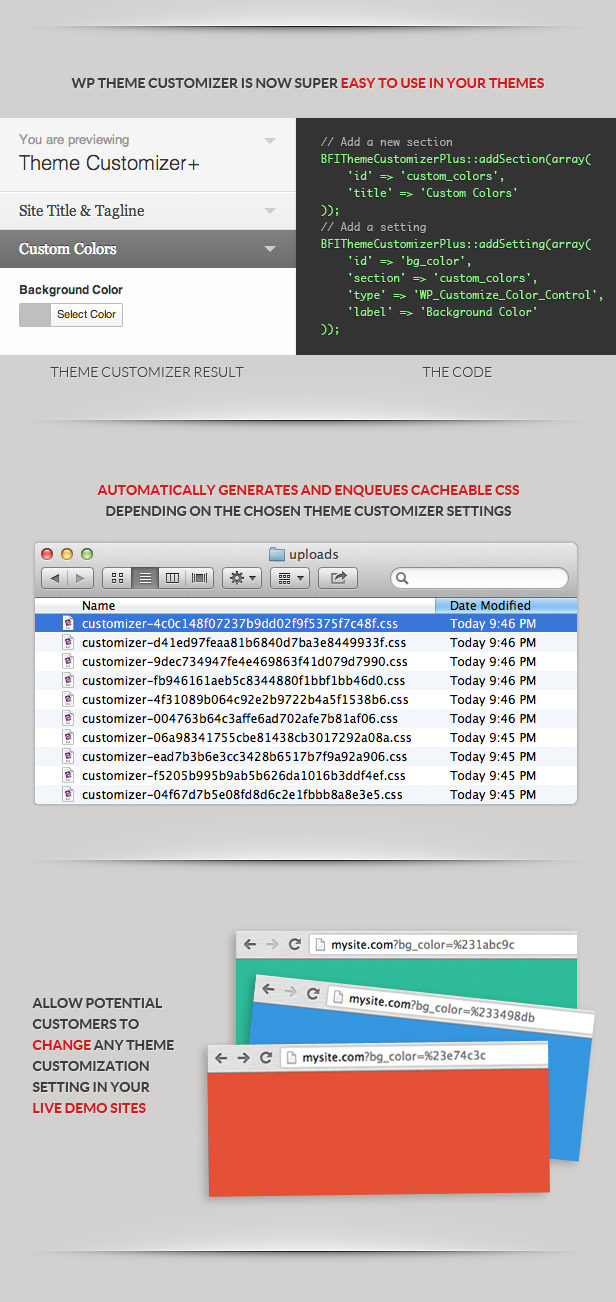 WP THEME CUSTOMIZER IS NOW SUPER EASY TO USE IN YOUR THEMES
You are previewing
Theme Customizer+
Site Title & Tagline
Custom Colors
Background Color
Select Color
THEME CUSTOMIZER RESULT
// Add a new section
BFIThemeCustomizerPlus::addSection(array(
    'id' => 'custom_colors',
    'title' => 'Custom Colors'
));
// Add a setting
BFIThemeCustomizerPlus::addSetting(array(
    'id' => 'bg_color',
    'section' => 'custom_colors',
    'type' => 'WP_Customize_Color_Control',
    'label' => 'Background Color'
));
THE CODE
AUTOMATICALLY GENERATES AND ENQUEUES CACHEABLE CSS
DEPENDING ON THE CHOSEN THEME CUSTOMIZER SETTINGS
uploads
Name Date Modified
customizer-4c0c148f07237b9dd02f9f5375f7c48f.css Today 9:46 PM
customizer-d41ed97feaa81b6840d7ba3e8449933f.css Today 9:46 PM
customizer-9dec734947fe4e469863f41d079d7990.css Today 9:46 PM
customizer-fb946161aeb5c8344880f1bbf1bb46d0.css Today 9:46 PM
customizer-4f31089b064c92e2b9722b4a5f1538b6.css Today 9:46 PM
customizer-004763b64c3affe6ad702afe7b81af06.css Today 9:46 PM
customizer-06a98341755cbe81438cb3017292a08a.css Today 9:45 PM
customizer-ead7b3b6e3cc3428b6517b7f9a92a906.css Today 9:45 PM
customizer-f5205b995b9ab5b626da1016b3ddf4ef.css Today 9:45 PM
customizer-04f67d7b5e08fd8d6c2e1fbbb8a8e3e5.css Today 9:45 PM
ALLOW POTENTIAL
CUSTOMERS TO
CHANGE ANY THEME
CUSTOMIZATION
SETTING IN YOUR
LIVE DEMO SITES
mysite.com?bg_color=%231abc9c
mysite.com?bg_color=%233498db
mysite.com?bg_color=%23e74c3c